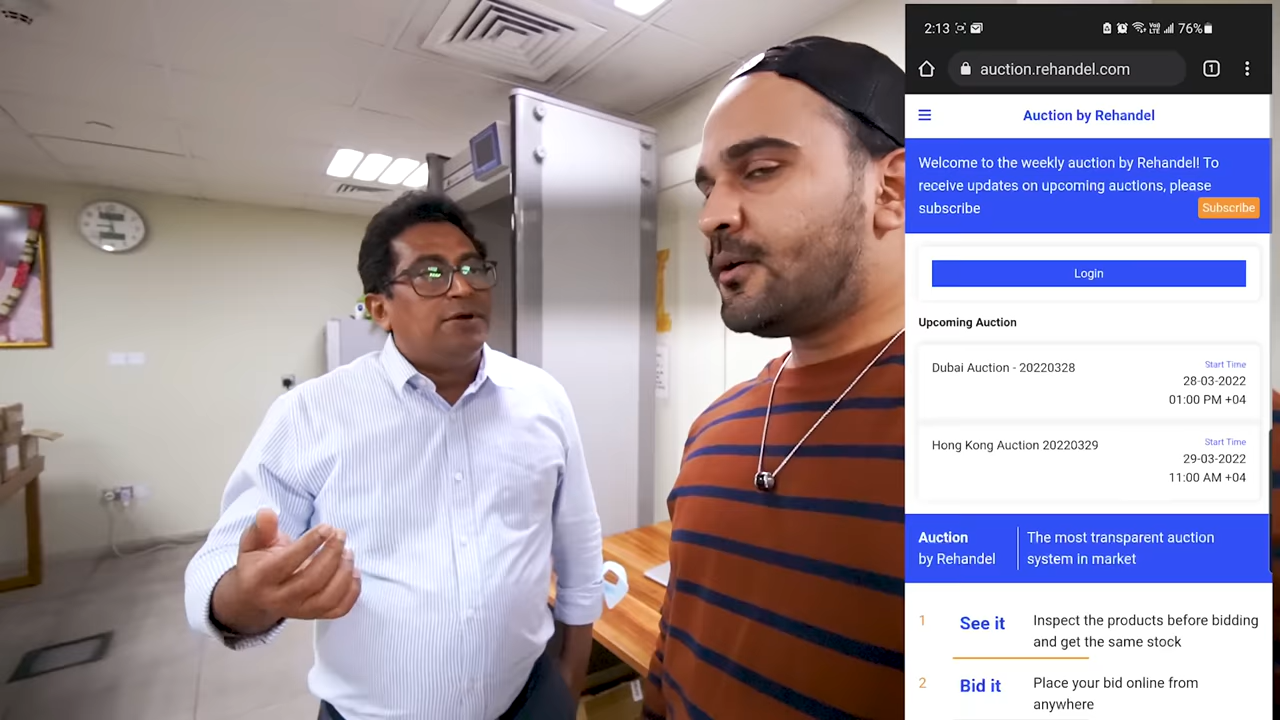 2:13
Vo)
LTE
76%
auction.rehandel.com
1
Auction by Rehandel
Welcome to the weekly auction by Rehandel! To
receive updates on upcoming auctions, please
subscribe
Subscribe
Login
Upcoming Auction
Dubai Auction - 20220328
Start Time
28-03-2022
01:00 PM +04
Hong Kong Auction 20220329
Start Time
29-03-2022
11:00 AM +04
Auction
by Rehandel
The most transparent auction
system in market
1
See it
Inspect the products before bidding
and get the same stock
2
Bid it
Place your bid online from
anywhere